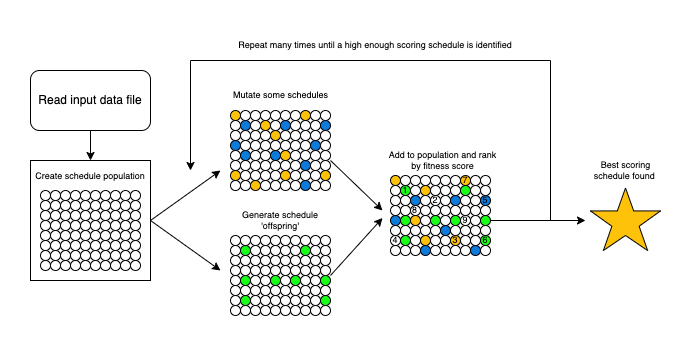 Repeat many times until a high enough scoring schedule is identified
Read input data file
Mutate some schedules
Create schedule population
Add to population and rank
by fitness score
Best scoring
schedule found
Generate schedule
'offspring'
7
1
2
5
8
9
4
3
6